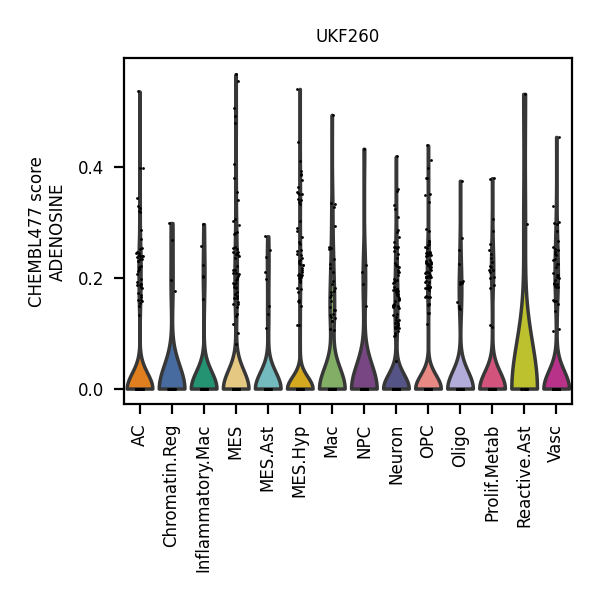 UKF260
CHEMBL477 score
ADENOSINE
0.4
0.2
0.0
AC
Chromatin.Reg
Inflammatory.Mac
MES
MES.Ast
MES.Hyp
Mac
NPC
Neuron
OPC
Oligo
Prolif.Metab
Reactive.Ast
Vasc